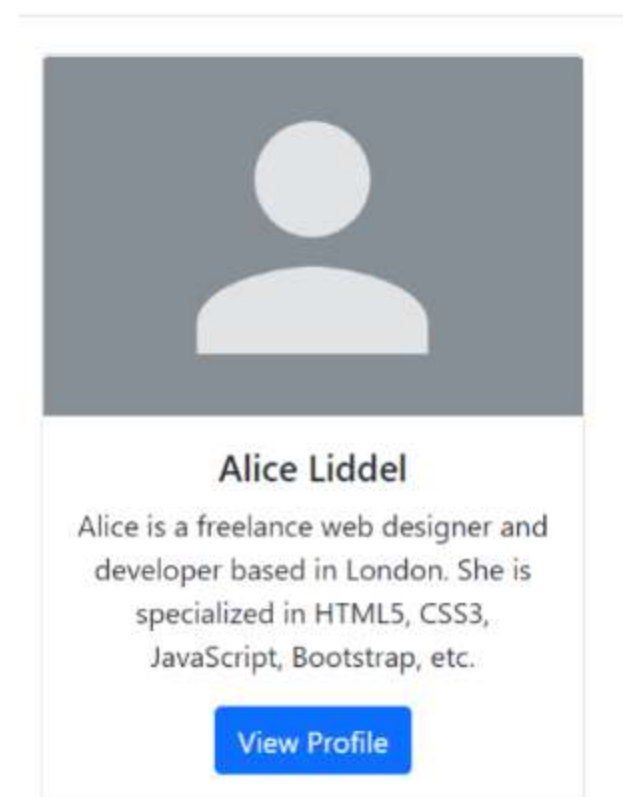 Alice Liddel
Alice is a freelance web designer and
developer based in London. She is
specialized in HTML5, CSS3,
JavaScript, Bootstrap, etc.
View Profile